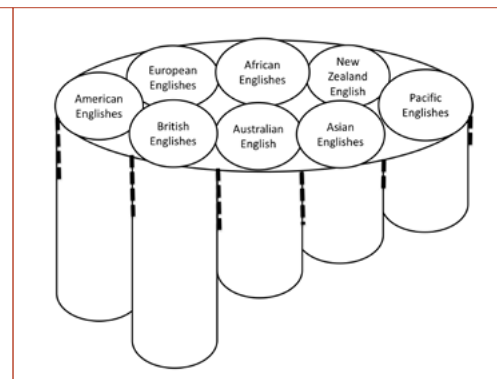 European
Englishes
African
Englishes
New
Zealand
English
American
Englishes
Pacific
Englishes
British
Englishes
Australian
English
Asian
Englishes